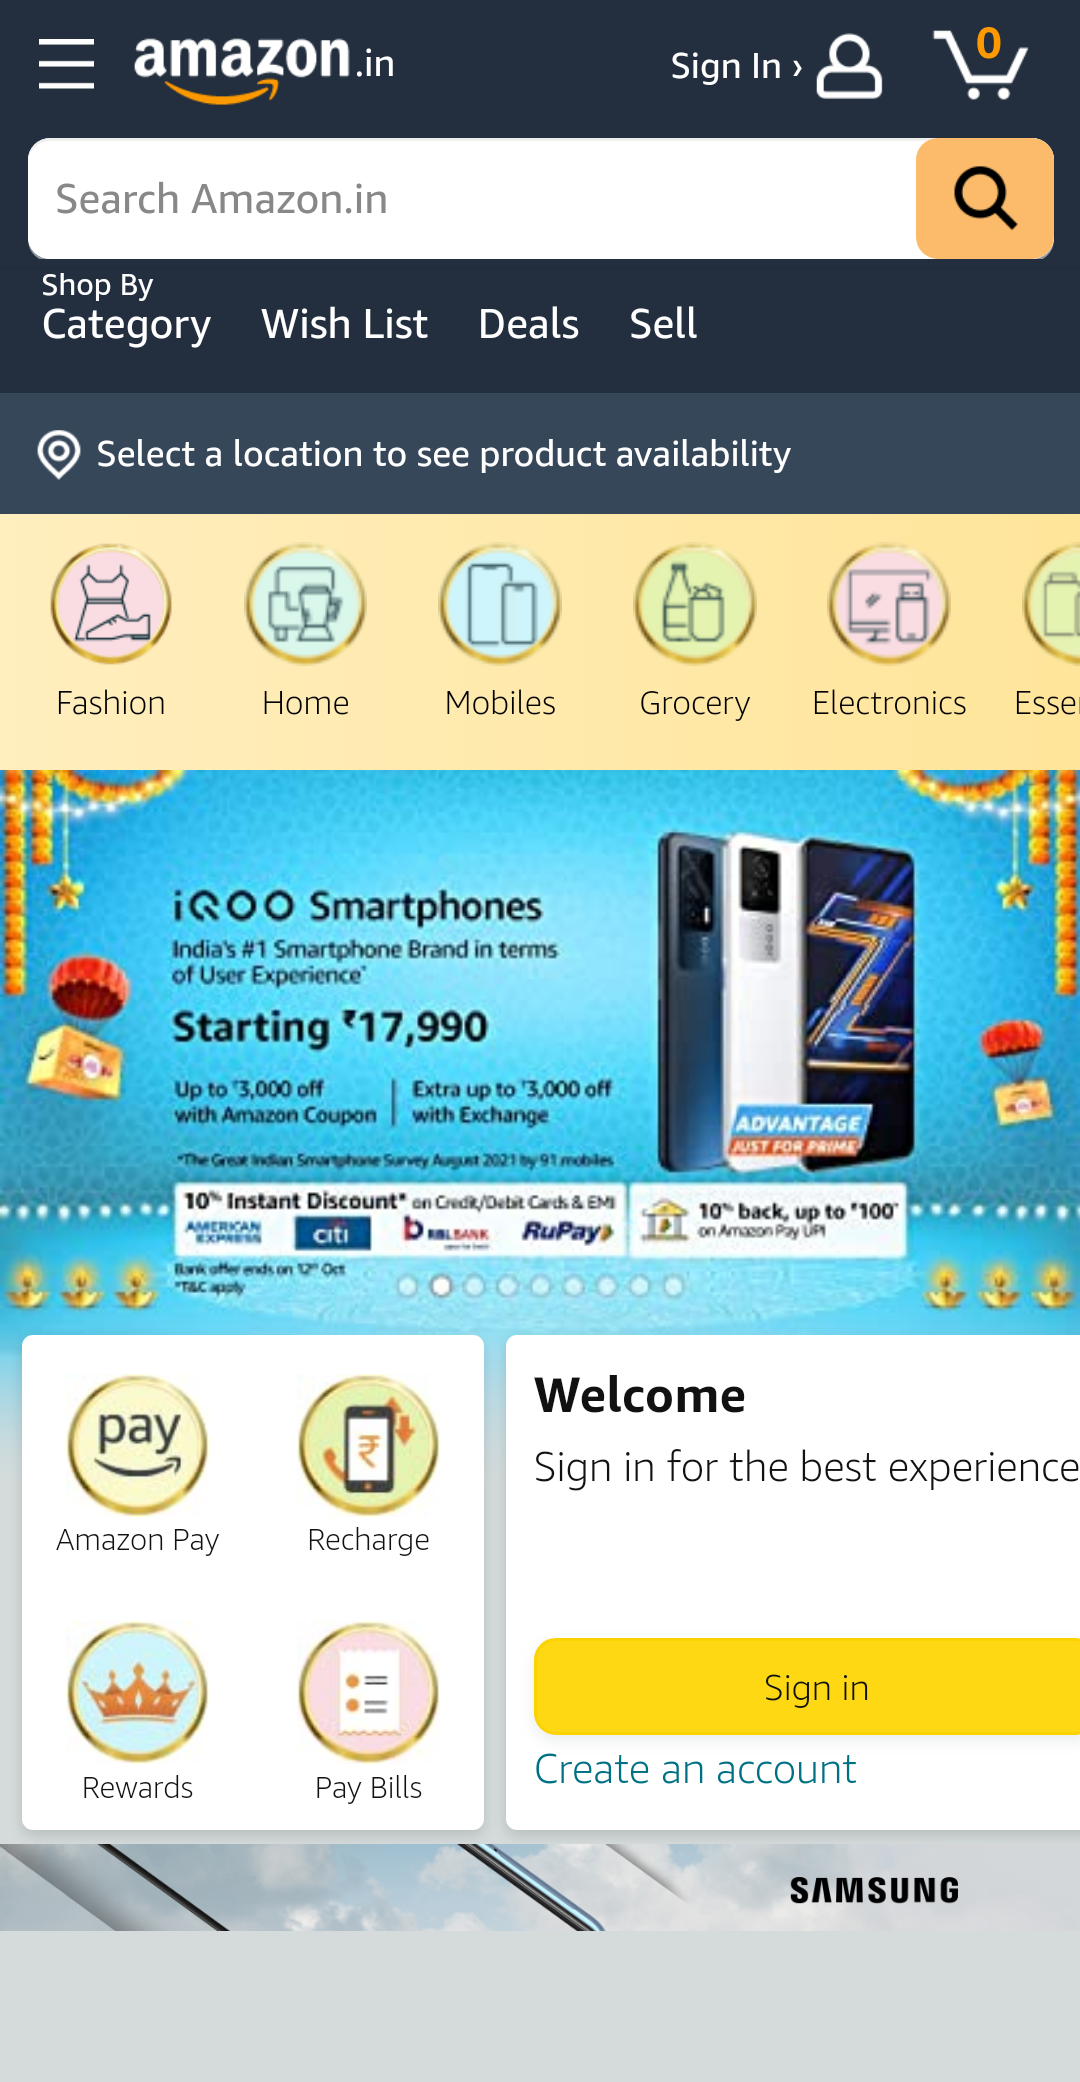 amazon.in
Sign In ›
0
Search Amazon.in
Shop By
Category Wish List Deals Sell
Select a location to see product availability
Fashion Home Mobiles Grocery Electronics Esse
iQOO Smartphones
India's #1 Smartphone Brand in terms
of User Experience*
Starting ₹17,990
Up to ₹3,000 off
with Amazon Coupon
Extra up to ₹3,000 off
with Exchange
ADVANTAGE
JUST FOR PRIME
*The Great Indian Smartphone Survey August 2021 by 91 mobiles
10% Instant Discount* on Credit/Debit Cards & EMI
AMERICAN
EXPRESS
citi
RBLBANK
RuPay
10% back, up to ₹100*
on Amazon Pay UPI
Bank offer ends on 12th Oct
*T&C apply
pay
Amazon Pay
₹
Recharge
Rewards
Pay Bills
Welcome
Sign in for the best experience
Sign in
Create an account
SAMSUNG